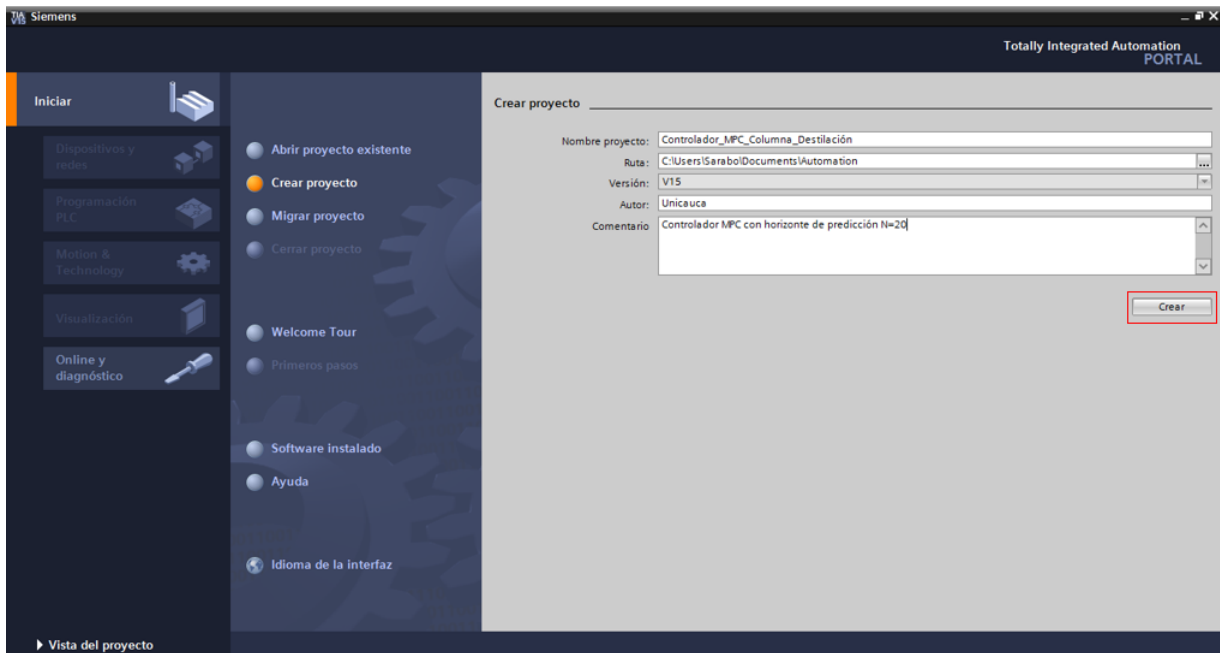 TIA V15 Siemens
Totally Integrated Automation
PORTAL
Iniciar
Dispositivos y
redes
Programación
PLC
Motion &
Technology
Visualización
Online y
diagnóstico
Abrir proyecto existente
Crear proyecto
Migrar proyecto
Cerrar proyecto
Welcome Tour
Primeros pasos
Software instalado
Ayuda
Idioma de la interfaz
Crear proyecto
Nombre proyecto: Controlador_MPC_Columna_Destilación
Ruta: C:\Users\Sarabo\Documents\Automation
...
Versión: V15
Autor: Unicauca
Comentario Controlador MPC con horizonte de predicción N=20
Crear
Vista del proyecto